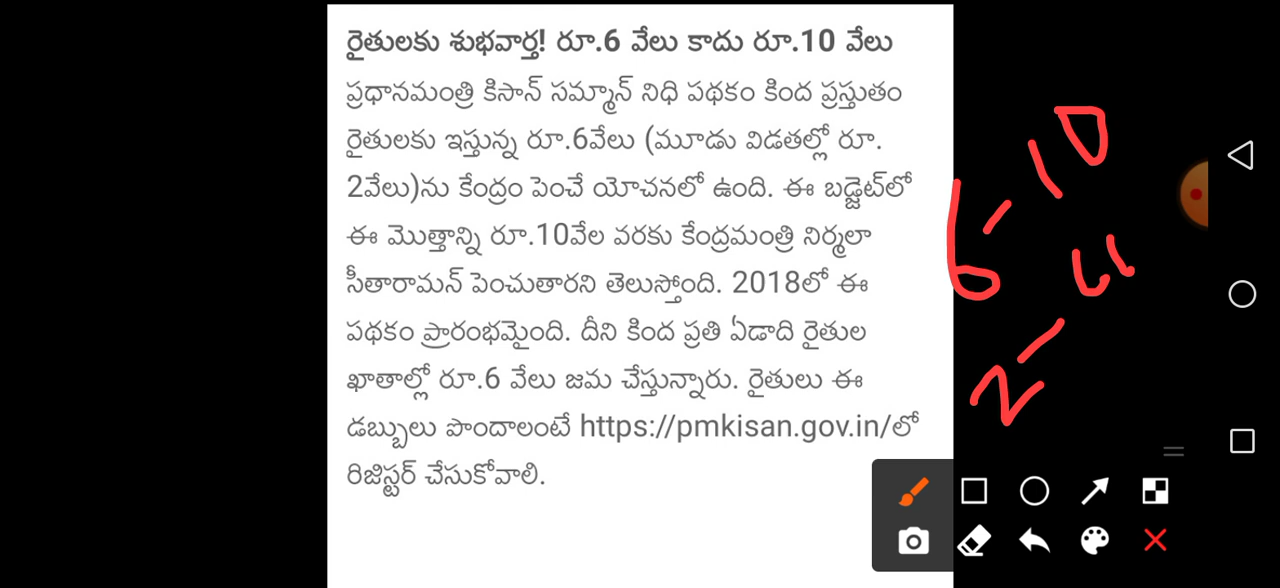 రైతులకు శుభవార్త! రూ.6 వేలు కాదు రూ.10 వేలు
ప్రధానమంత్రి కిసాన్ సమ్మాన్ నిధి పథకం కింద ప్రస్తుతం
రైతులకు ఇస్తున్న రూ.6వేలు (మూడు విడతల్లో రూ.
2వేలు)ను కేంద్రం పెంచే యోచనలో ఉంది. ఈ బడ్జెట్‌లో
ఈ మొత్తాన్ని రూ.10వేల వరకు కేంద్రమంత్రి నిర్మలా
సీతారామన్ పెంచుతారని తెలుస్తోంది. 2018లో ఈ
పథకం ప్రారంభమైంది. దీని కింద ప్రతి ఏడాది రైతుల
ఖాతాల్లో రూ.6 వేలు జమ చేస్తున్నారు. రైతులు ఈ
డబ్బులు పొందాలంటే https://pmkisan.gov.in/లో
రిజిస్టర్ చేసుకోవాలి.
6-10